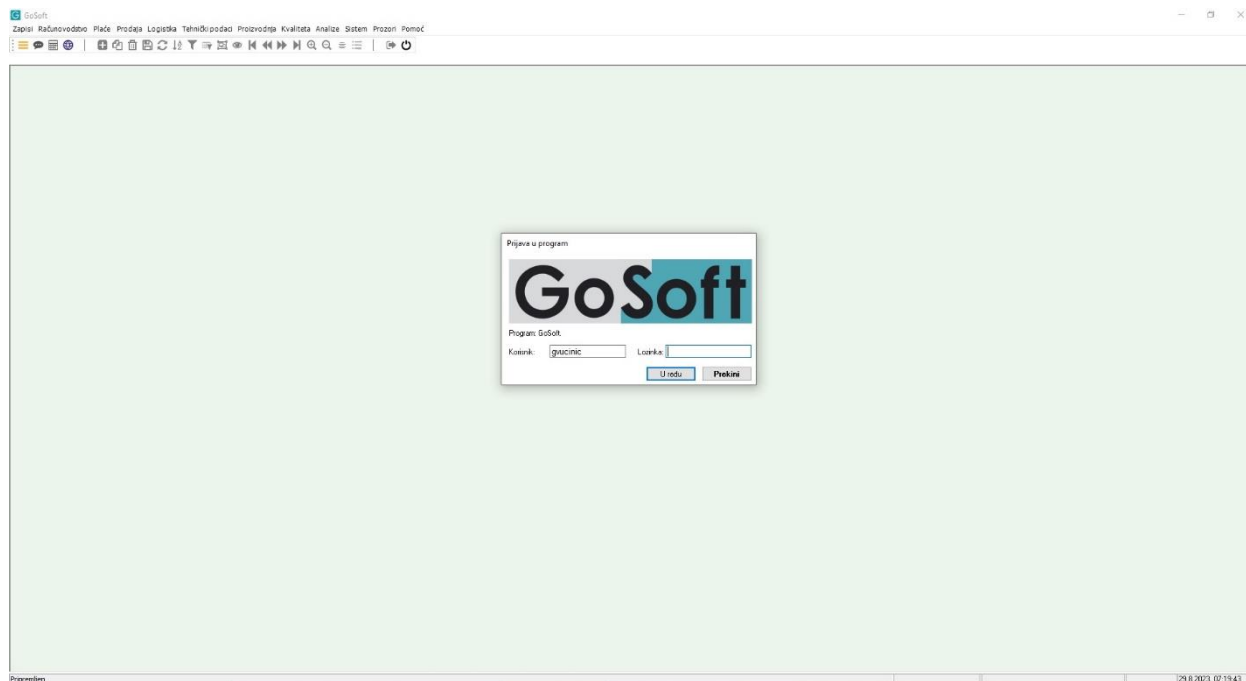 GoSoft
Zapisi Računovodstvo Plaće Prodaja Logistika Tehnički podaci Proizvodnja Kvaliteta Analize Sistem Prozori Pomoć
Prijava u program
GoSoft
Program: GoSoft.
Korisnik: gvucinic Lozinka:
U redu Prekini
Pripremljen 29.8.2023. 07:19:43